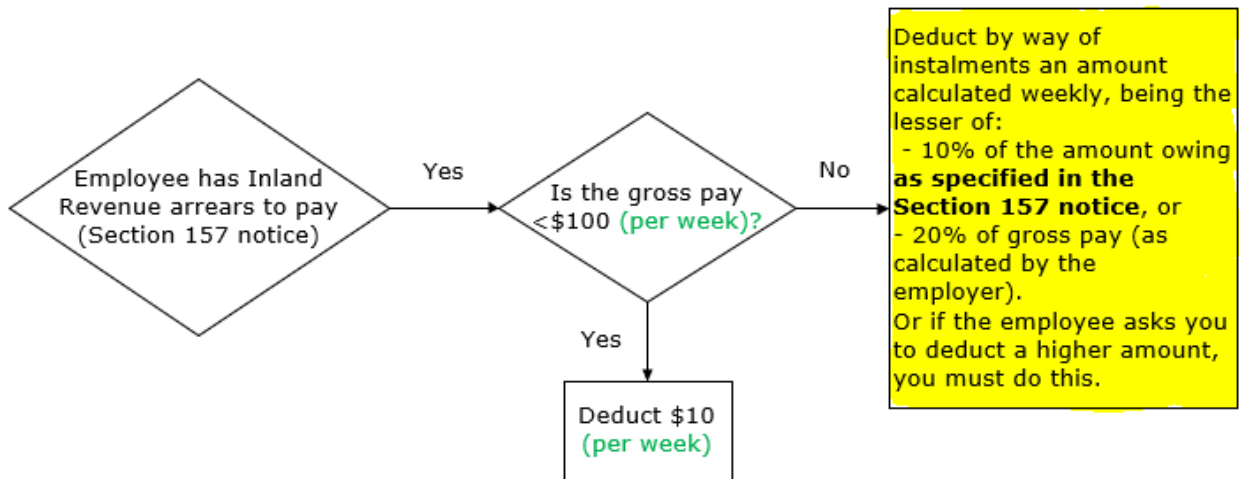 Employee has Inland
Revenue arrears to pay
(Section 157 notice)
Yes
Is the gross pay
<$100 (per week)?
No
Deduct by way of
instalments an amount
calculated weekly, being the
lesser of:
- 10% of the amount owing
as specified in the
Section 157 notice, or
- 20% of gross pay (as
calculated by the
employer).
Or if the employee asks you
to deduct a higher amount,
you must do this.
Yes
Deduct $10
(per week)